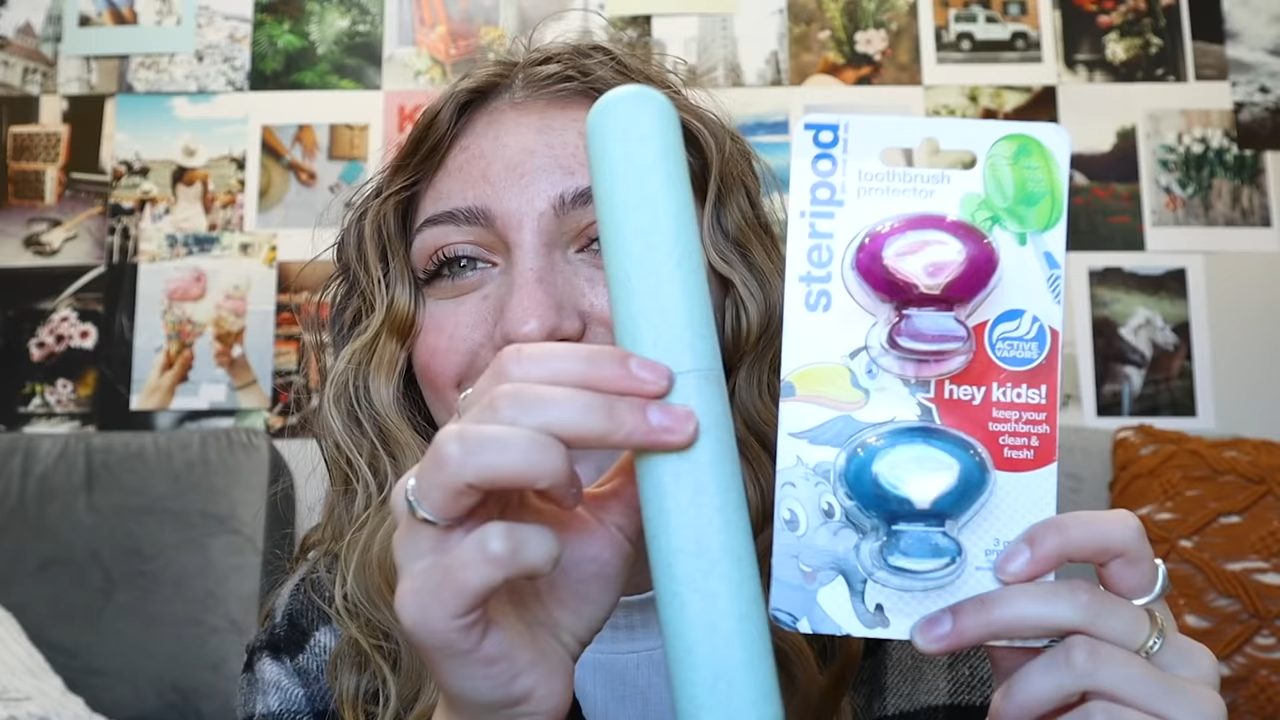 steripod
toothbrush
protector
ACTIVE
VAPORS
hey kids!
keep your
toothbrush
clean &
fresh!